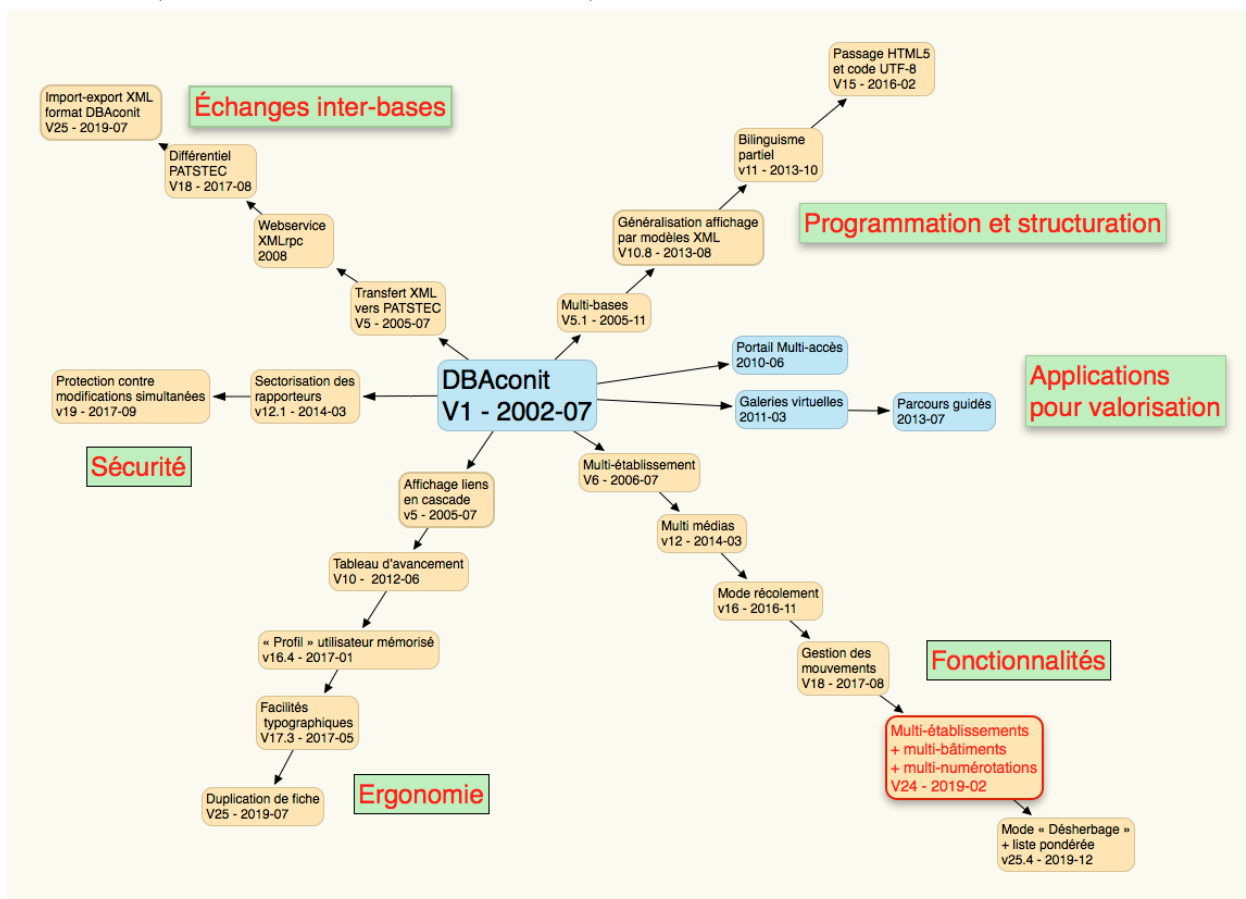 Passage HTML5
et code UTF-8
V15 - 2016-02
Import-export XML
format DBAconit
V25 - 2019-07
Échanges inter-bases
Différentiel
PATSTEC
V18 - 2017-08
Bilinguisme
partiel
v11 - 2013-10
Webservice
XMLrpc
2008
Généralisation affichage
par modèles XML
V10.8 - 2013-08
Programmation et structuration
Transfert XML
vers PATSTEC
V5 - 2005-07
Multi-bases
V5.1 - 2005-11
DBAconit
V1 - 2002-07
Portail Multi-accès
2010-06
Galeries virtuelles
2011-03
Parcours guidés
2013-07
Applications
pour valorisation
Protection contre
modifications simultanées
v19 - 2017-09
Sectorisation des
rapporteurs
v12.1 - 2014-03
Sécurité
Affichage liens
en cascade
v5 - 2005-07
Tableau d’avancement
V10 -  2012-06
« Profil » utilisateur mémorisé
v16.4 - 2017-01
Facilités
typographiques
V17.3 - 2017-05
Duplication de fiche
V25 - 2019-07
Ergonomie
Multi-établissement
V6 - 2006-07
Multi médias
v12 - 2014-03
Mode récolement
v16 - 2016-11
Gestion des
mouvements
V18 - 2017-08
Fonctionnalités
Multi-établissements
+ multi-bâtiments
+ multi-numérotations
V24 - 2019-02
Mode « Désherbage »
+ liste pondérée
v25.4 - 2019-12